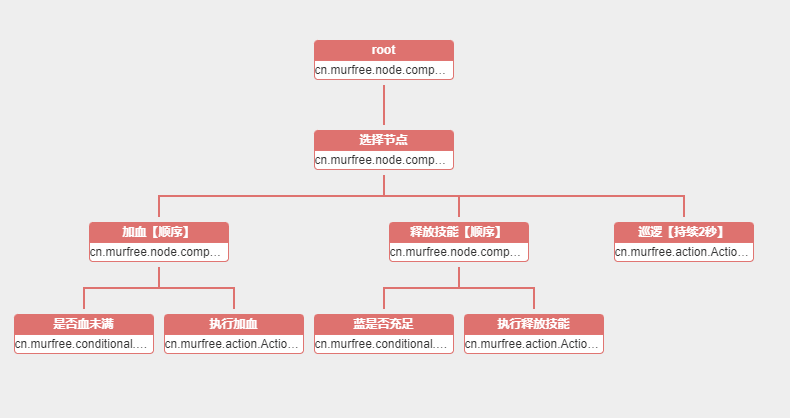 root
cn.murfree.node.comp…
选择节点
cn.murfree.node.comp…
加血【顺序】
cn.murfree.node.comp…
释放技能【顺序】
cn.murfree.node.comp…
巡逻【持续2秒】
cn.murfree.action.Actio…
是否血未满
cn.murfree.conditional.…
执行加血
cn.murfree.action.Actio…
蓝是否充足
cn.murfree.conditional.…
执行释放技能
cn.murfree.action.Actio…